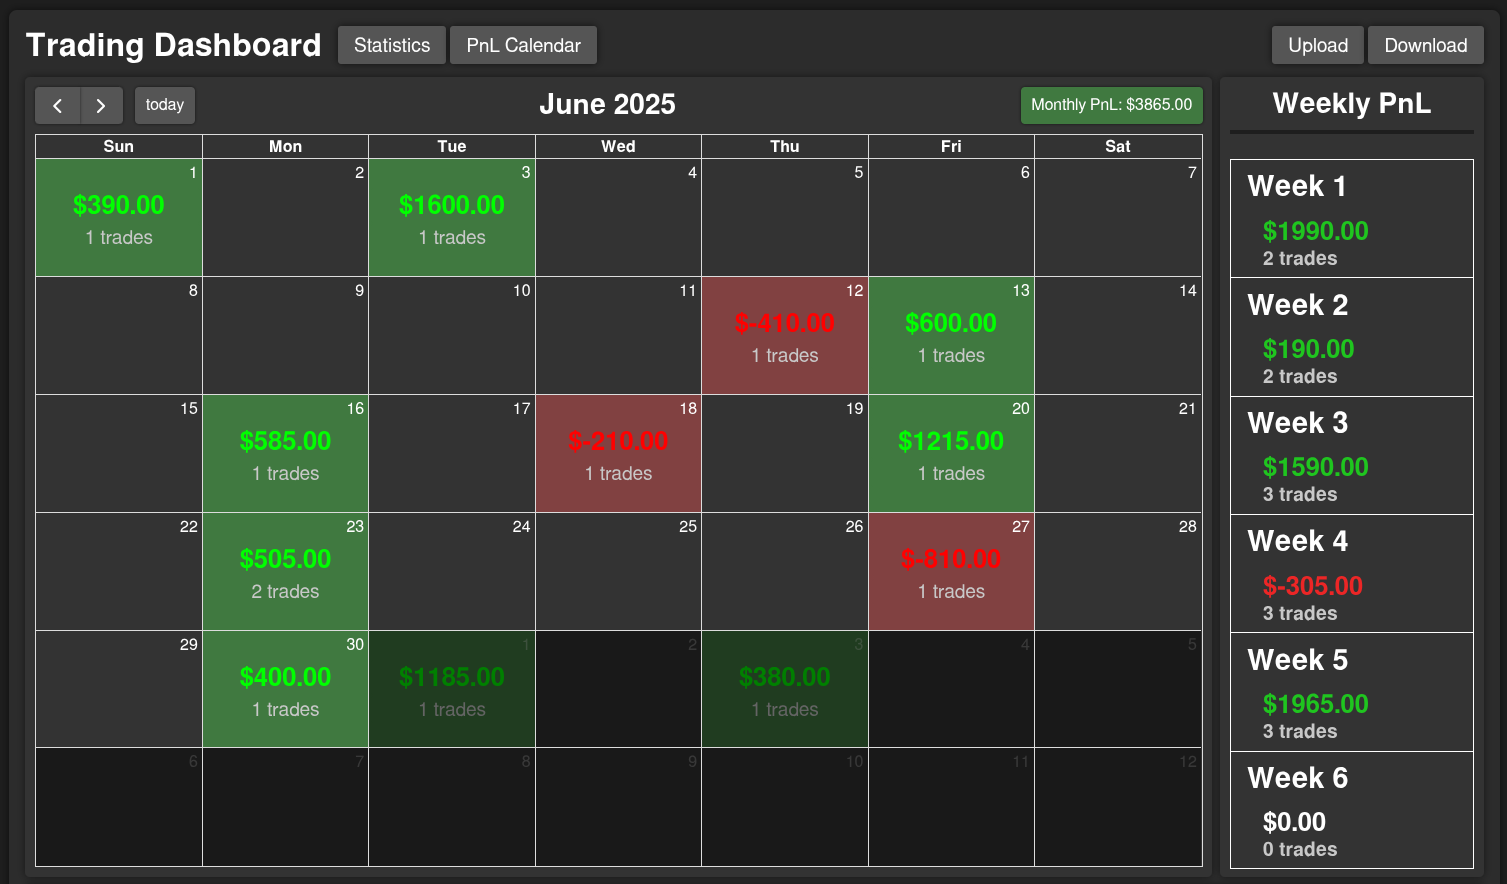 Trading Dashboard Statistics PnL Calendar Upload Download
today June 2025 Monthly PnL: $3865.00
Sun Mon Tue Wed Thu Fri Sat
1 2 3 4 5 6 7
$390.00 $1600.00
1 trades 1 trades
8 9 10 11 12 13 14
$-410.00 $600.00
1 trades 1 trades
15 16 17 18 19 20 21
$585.00 $-210.00 $1215.00
1 trades 1 trades 1 trades
22 23 24 25 26 27 28
$505.00 $-810.00
2 trades 1 trades
29 30 1 2 3 4 5
$400.00 $1185.00 $380.00
1 trades 1 trades 1 trades
6 7 8 9 10 11 12
Weekly PnL
Week 1
$1990.00
2 trades
Week 2
$190.00
2 trades
Week 3
$1590.00
3 trades
Week 4
$-305.00
3 trades
Week 5
$1965.00
3 trades
Week 6
$0.00
0 trades